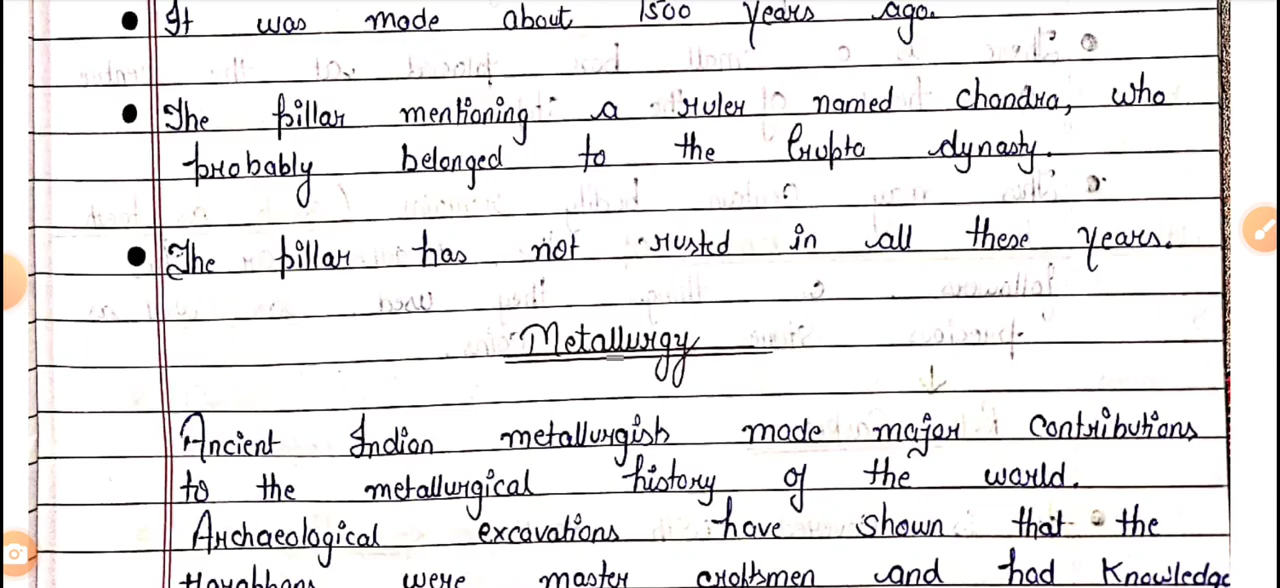 It was made about 1500 years ago.
The pillar mentioning a ruler named Chandra, who
probably belonged to the Gupta dynasty.
The pillar has not rusted in all these years.
Metallurgy
Ancient Indian metallurgists made major contributions
to the metallurgical history of the world.
Archaeological excavations have shown that the
Harappans were master craftsmen and had knowledge